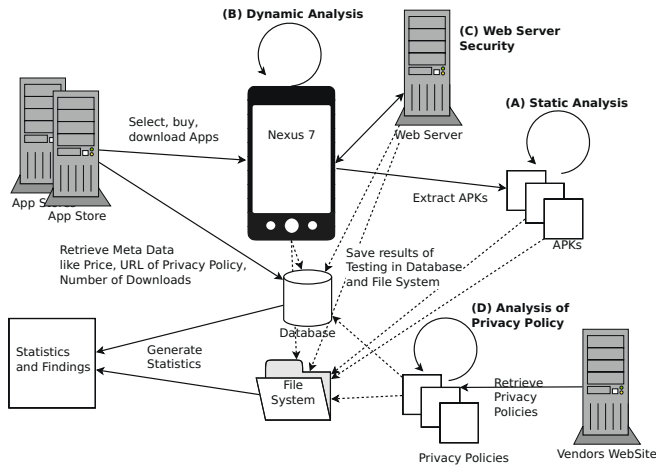 (B) Dynamic Analysis
(C) Web Server
Security
(A) Static Analysis
Select, buy,
download Apps
Nexus 7
Web Server
Extract APKs
App Stores
App Store
APKs
Retrieve Meta Data
like Price, URL of Privacy Policy,
Number of Downloads
Save results of
Testing in Database
and File System
Database
(D) Analysis of
Privacy Policy
Statistics
and Findings
Generate
Statistics
File
System
Retrieve
Privacy
Policies
Privacy Policies
Vendors WebSite